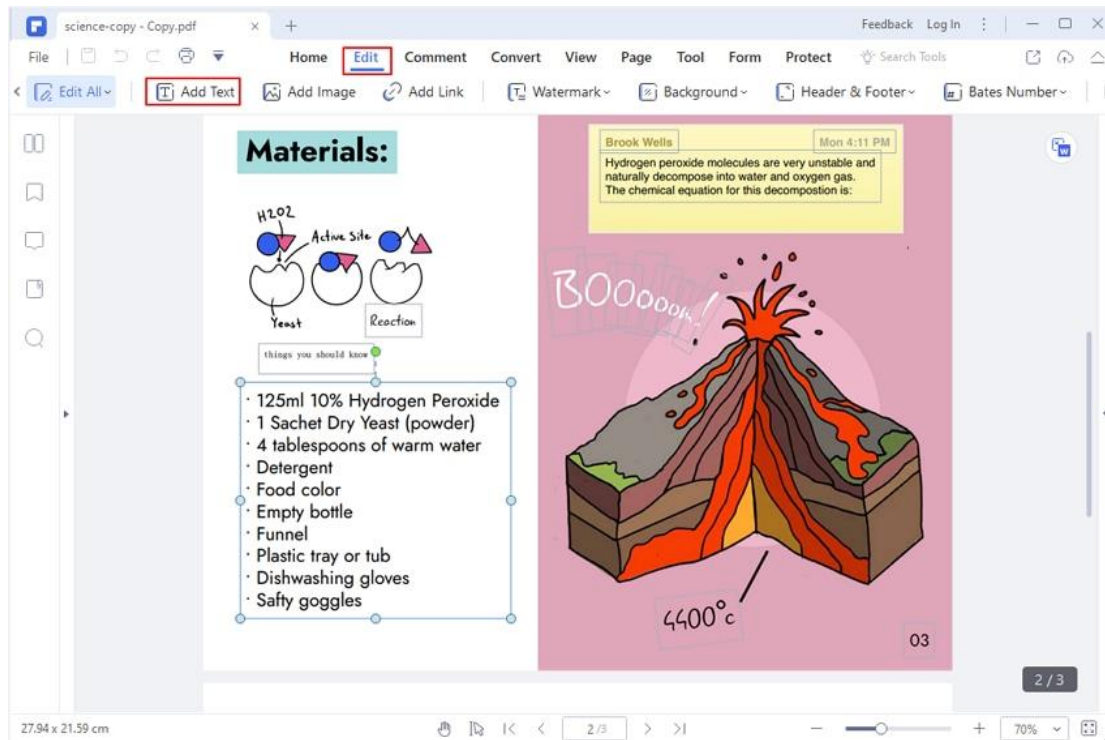 science-copy - Copy.pdf × +
Feedback Log In
File
Home Edit Comment Convert View Page Tool Form Protect Search Tools
Edit All Add Text Add Image Add Link Watermark Background Header & Footer Bates Number
Materials:
H2O2
Active Site
Yeast
Reaction
things you should know
· 125ml 10% Hydrogen Peroxide
· 1 Sachet Dry Yeast (powder)
· 4 tablespoons of warm water
· Detergent
· Food color
· Empty bottle
· Funnel
· Plastic tray or tub
· Dishwashing gloves
· Safty goggles
Brook Wells Mon 4:11 PM
Hydrogen peroxide molecules are very unstable and
naturally decompose into water and oxygen gas.
The chemical equation for this decompostion is:
BOOooom!
4400°c
03
2 / 3
27.94 x 21.59 cm
2 /3
70%